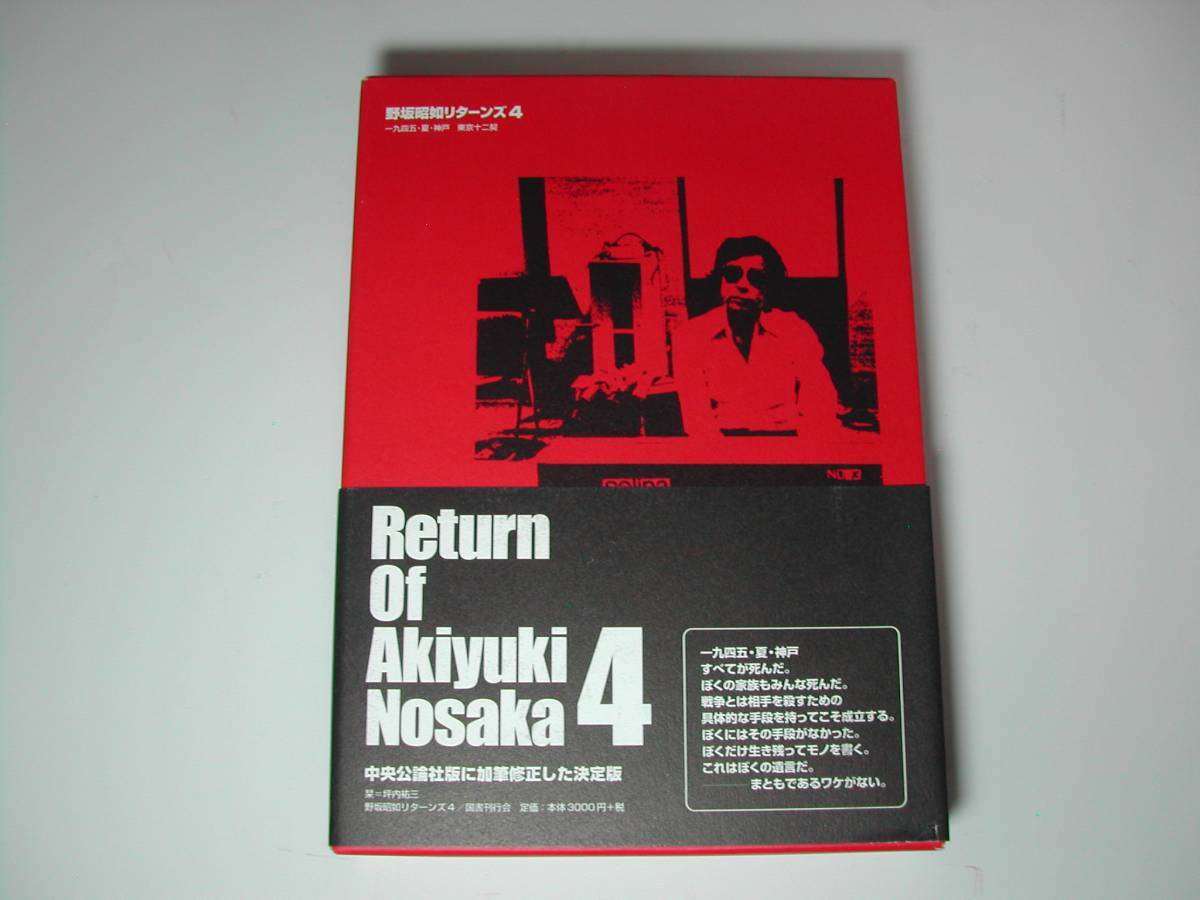 野坂昭如リターンズ4
一九四五・夏・神戸　東京十二契
NO. 3
Return
Of
Akiyuki
Nosaka 4
中央公論社版に加筆修正した決定版
栞＝坪内祐三
野坂昭如リターンズ4／国書刊行会　定価：本体3000円＋税
一九四五・夏・神戸
すべてが死んだ。
ぼくの家族もみんな死んだ。
戦争とは相手を殺すための
具体的な手段を持ってこそ成立する。
ぼくにはその手段がなかった。
ぼくだけ生き残ってモノを書く。
これはぼくの遺言だ。
――まともであるワケがない。